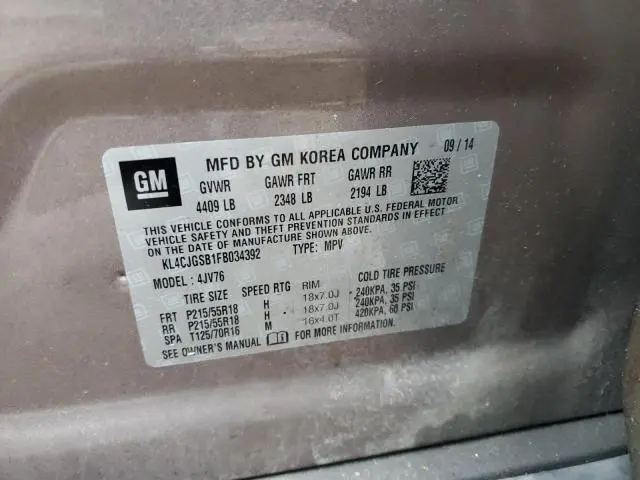 GM
MFD BY GM KOREA COMPANY 09 / 14
GVWR GAWR FRT GAWR RR
4409 LB 2348 LB 2194 LB
THIS VEHICLE CONFORMS TO ALL APPLICABLE U.S. FEDERAL MOTOR
VEHICLE SAFETY AND THEFT PREVENTION STANDARDS IN EFFECT
ON THE DATE OF MANUFACTURE SHOWN ABOVE.
KL4CJGSB1FB034392 TYPE: MPV
MODEL : 4JV76
TIRE SIZE SPEED RTG RIM COLD TIRE PRESSURE
FRT P215/55R18 H 18x7.0J 240KPA, 35 PSI
RR P215/55R18 H 18x7.0J 240KPA, 35 PSI
SPA T125/70R16 M 16x4.0T 420KPA, 60 PSI
SEE OWNER'S MANUAL FOR MORE INFORMATION.